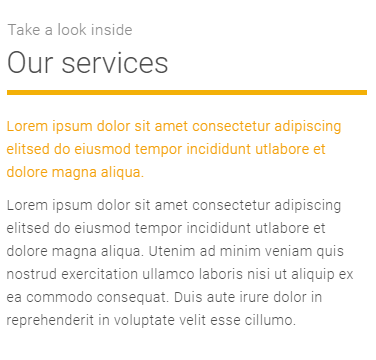 Take a look inside
Our services
Lorem ipsum dolor sit amet consectetur adipiscing
elitsed do eiusmod tempor incididunt utlabore et
dolore magna aliqua.
Lorem ipsum dolor sit amet consectetur adipiscing
elitsed do eiusmod tempor incididunt utlabore et
dolore magna aliqua. Utenim ad minim veniam quis
nostrud exercitation ullamco laboris nisi ut aliquip ex
ea commodo consequat. Duis aute irure dolor in
reprehenderit in voluptate velit esse cillumo.